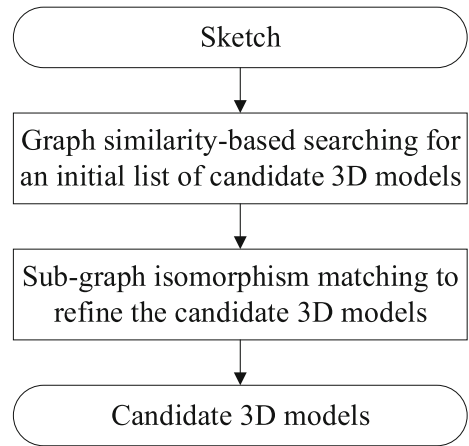 Sketch
Graph similarity-based searching for
an initial list of candidate 3D models
Sub-graph isomorphism matching to
refine the candidate 3D models
Candidate 3D models